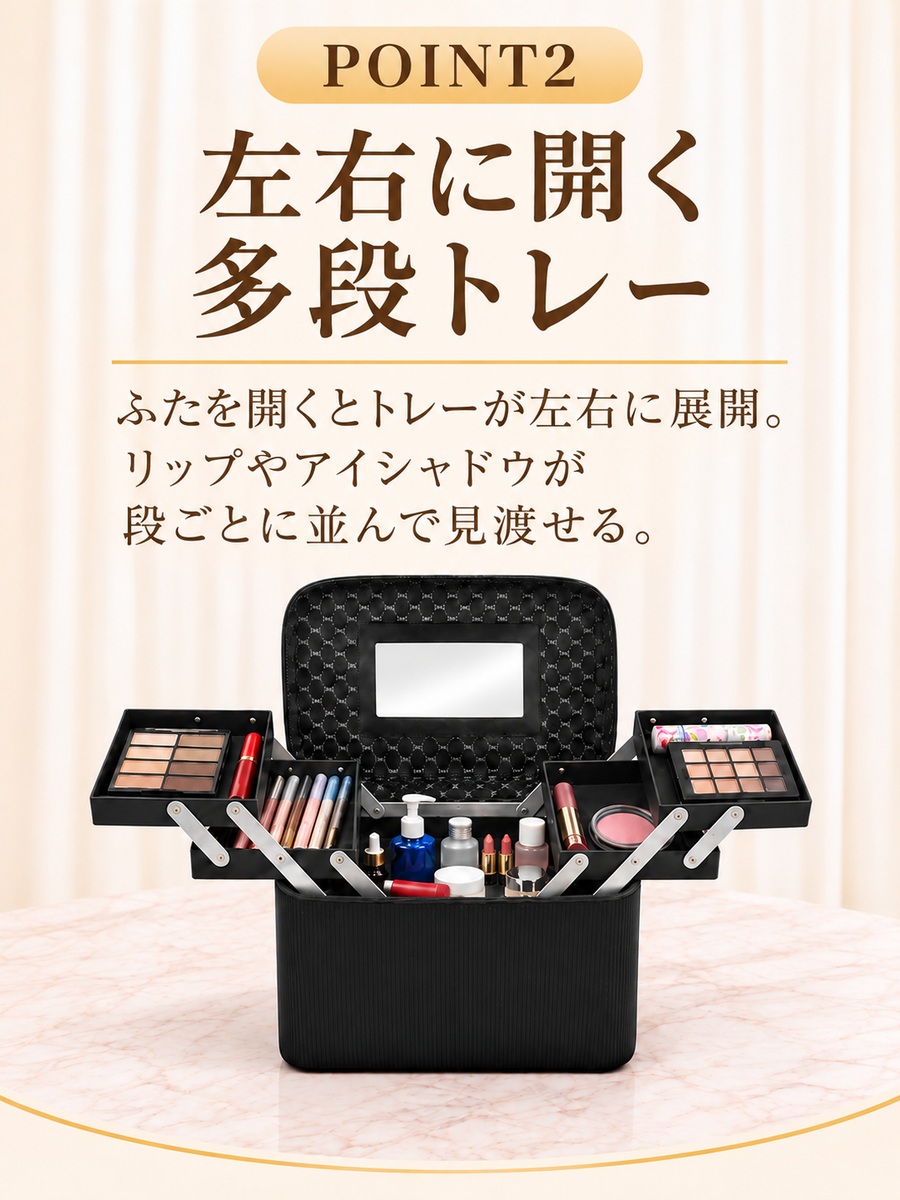 POINT2
左右に開く
多段トレー
ふたを開くとトレーが左右に展開。
リップやアイシャドウが
段ごとに並んで見渡せる。